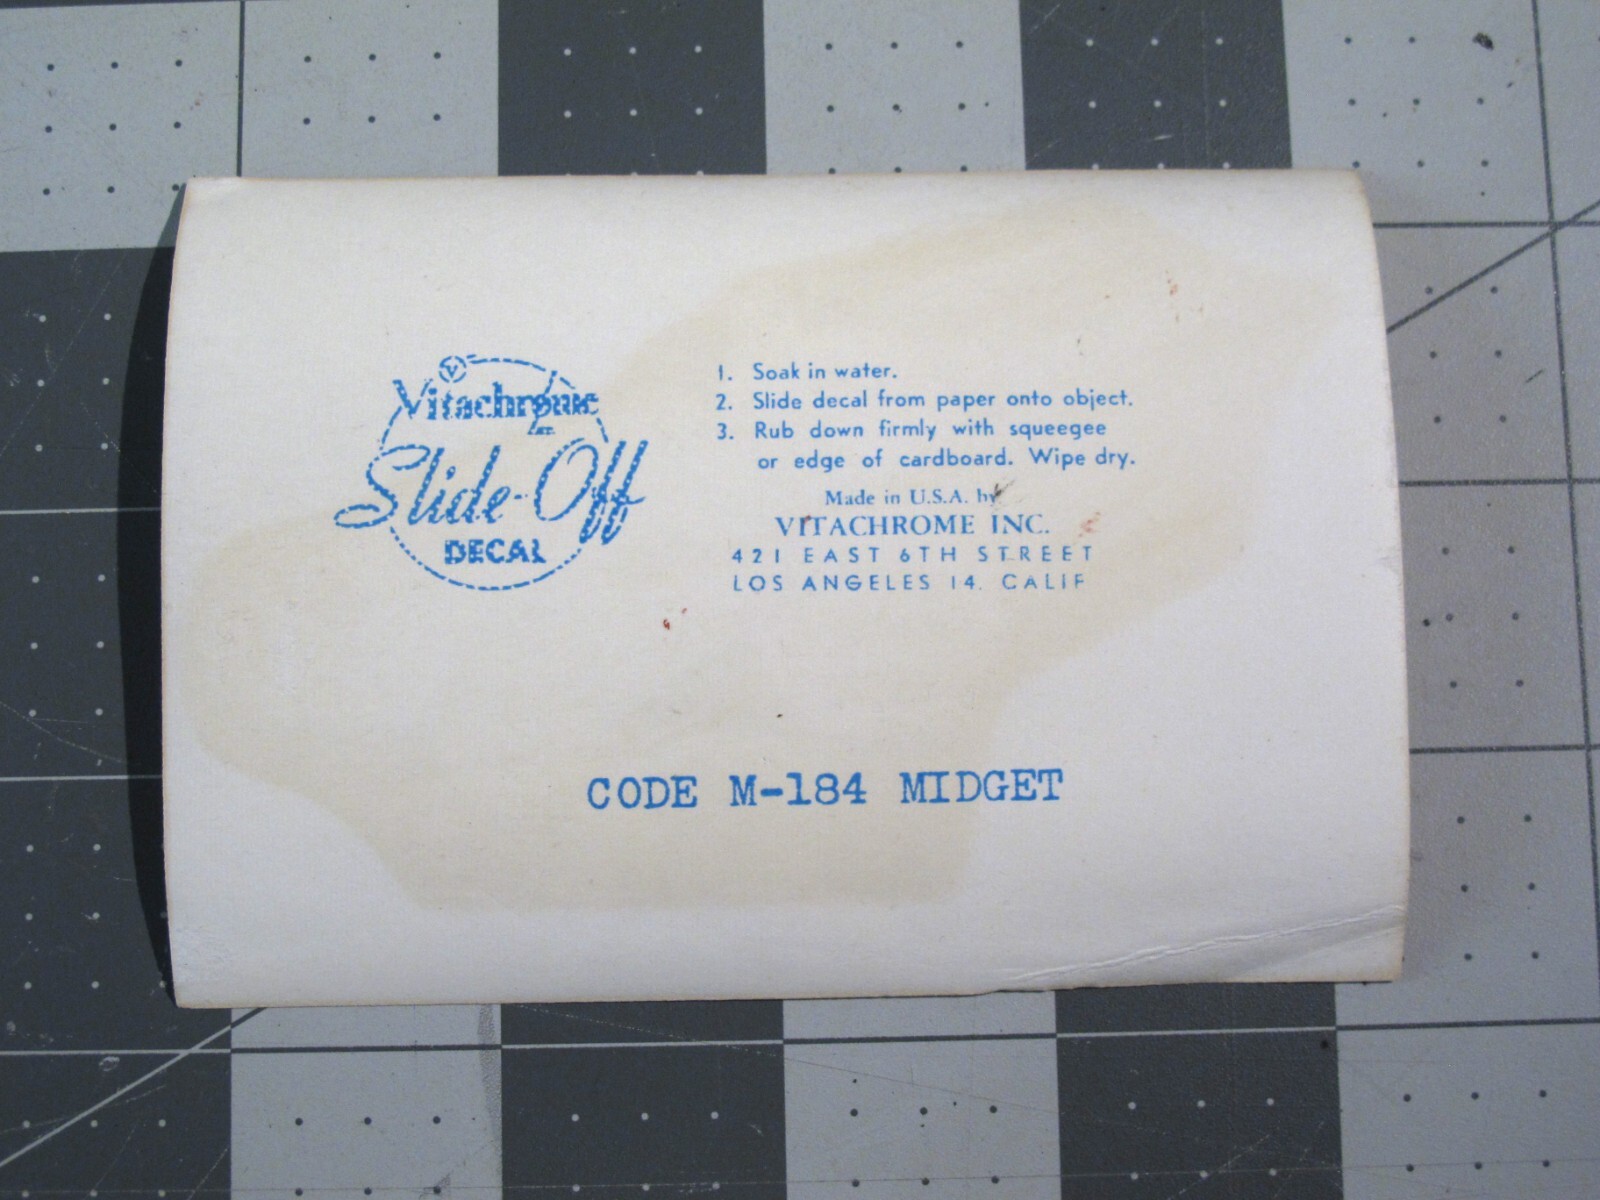 Vitachrome
Slide-Off
DECAL
1. Soak in water.
2. Slide decal from paper onto object.
3. Rub down firmly with squeegee
or edge of cardboard. Wipe dry.
Made in U.S.A. by
VITACHROME INC.
421 EAST 6TH STREET
LOS ANGELES 14. CALIF
CODE M-184 MIDGET